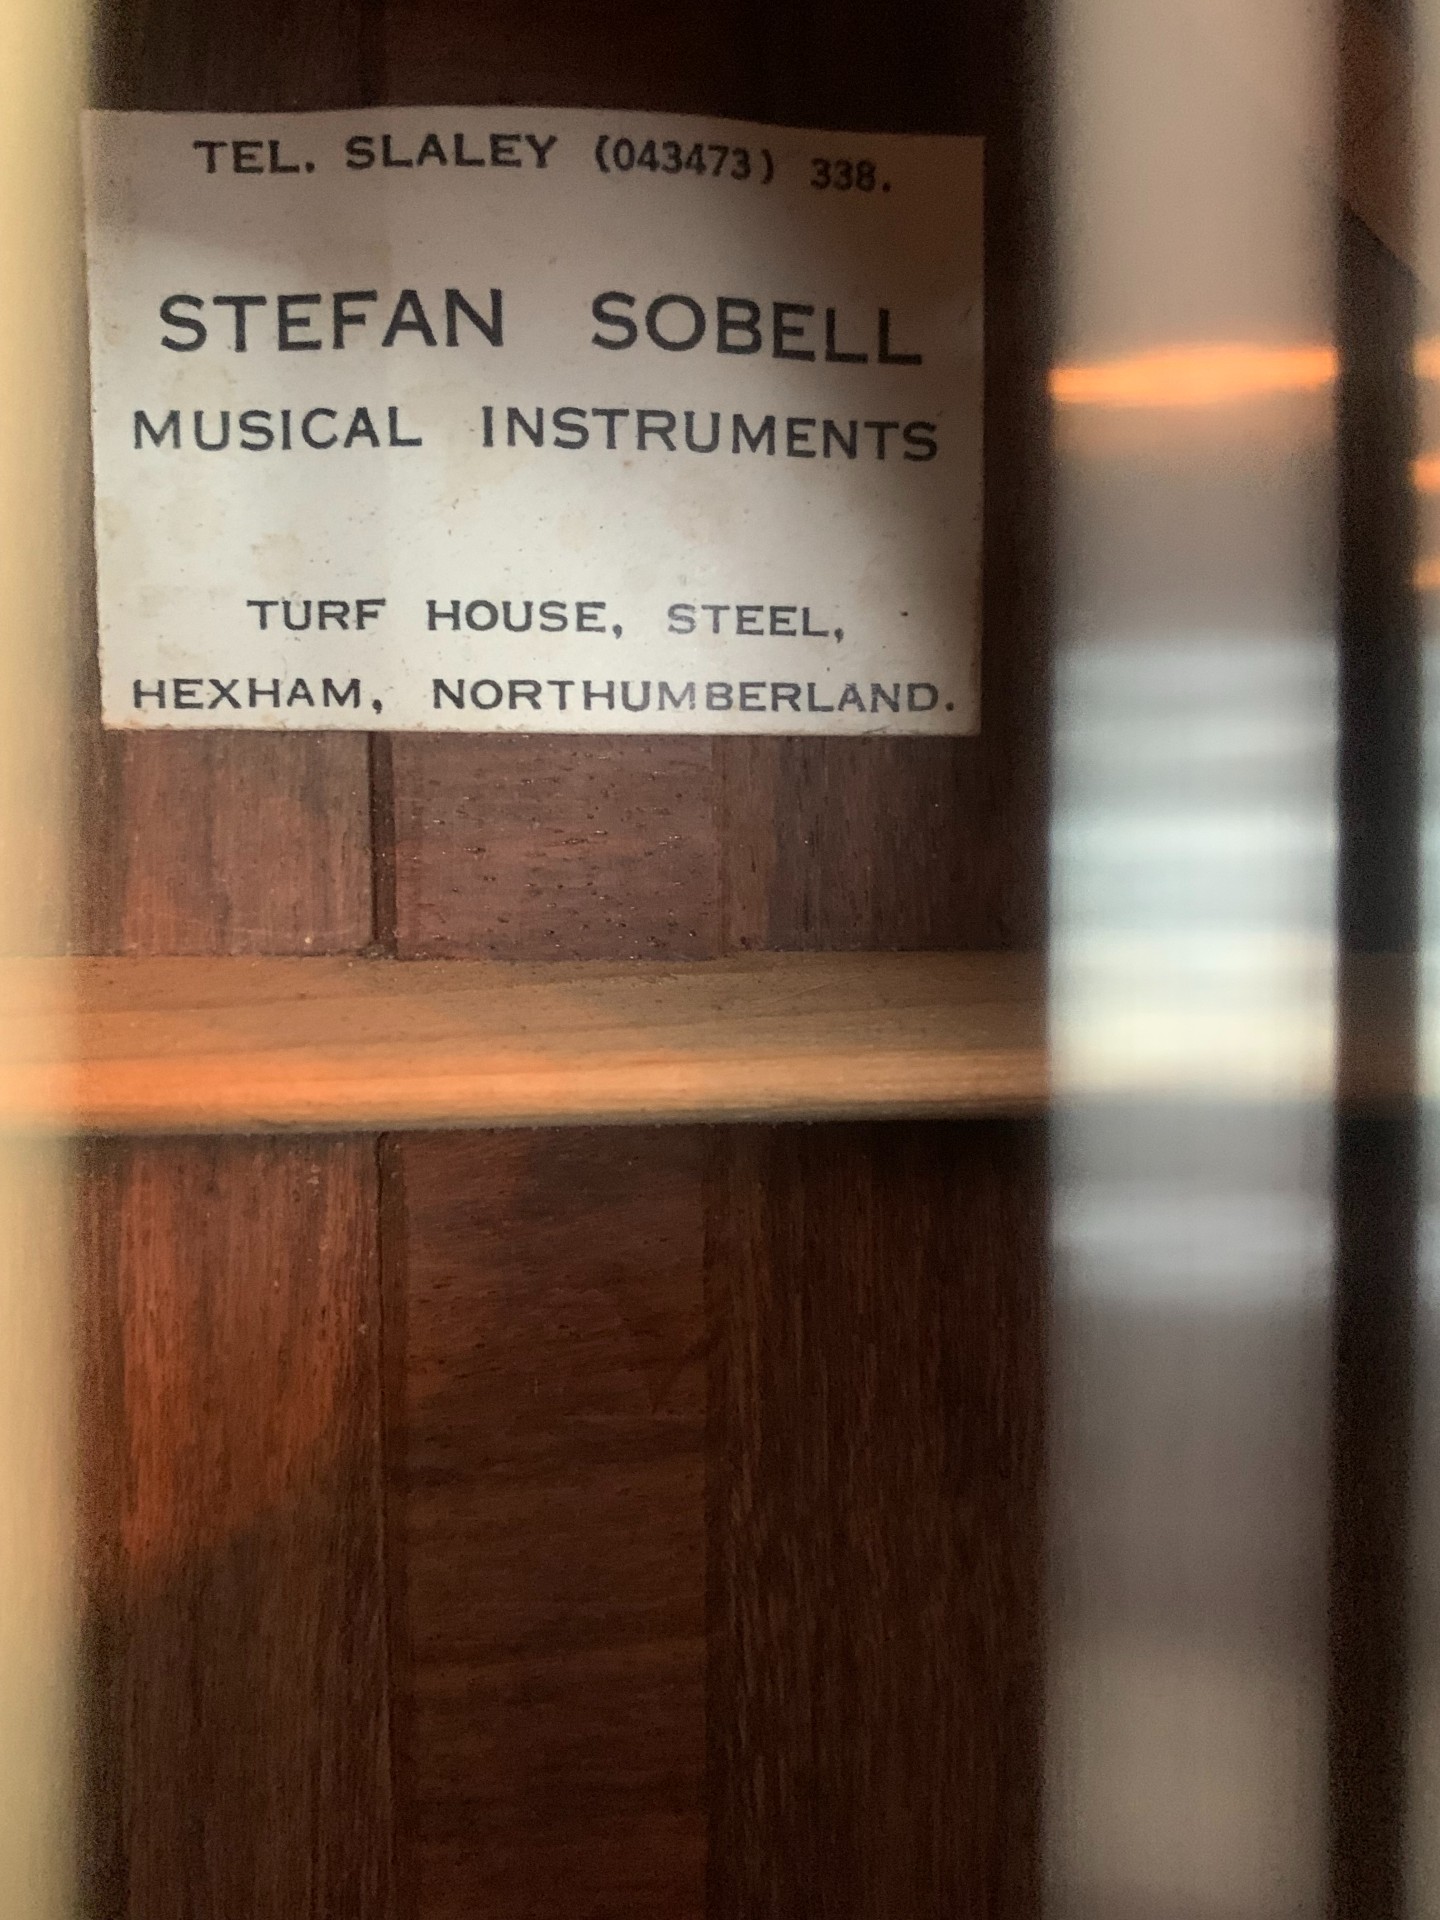 TEL. SLALEY (043473) 338.
STEFAN SOBELL
MUSICAL INSTRUMENTS
TURF HOUSE, STEEL,
HEXHAM, NORTHUMBERLAND.